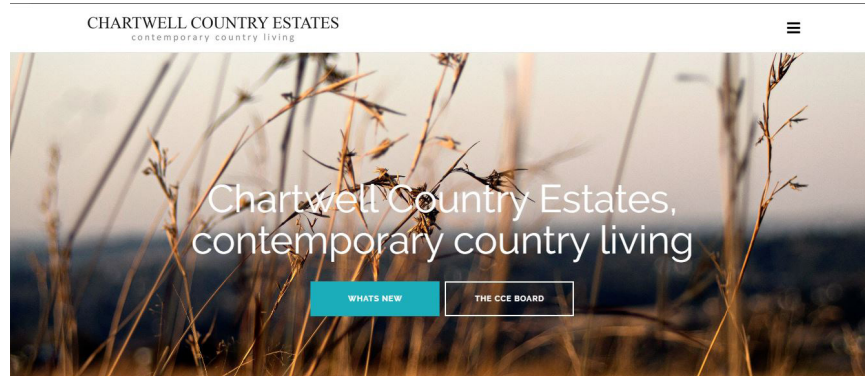 CHARTWELL COUNTRY ESTATES
contemporary country living
Chartwell Country Estates,
contemporary country living
WHATS NEW
THE CCE BOARD